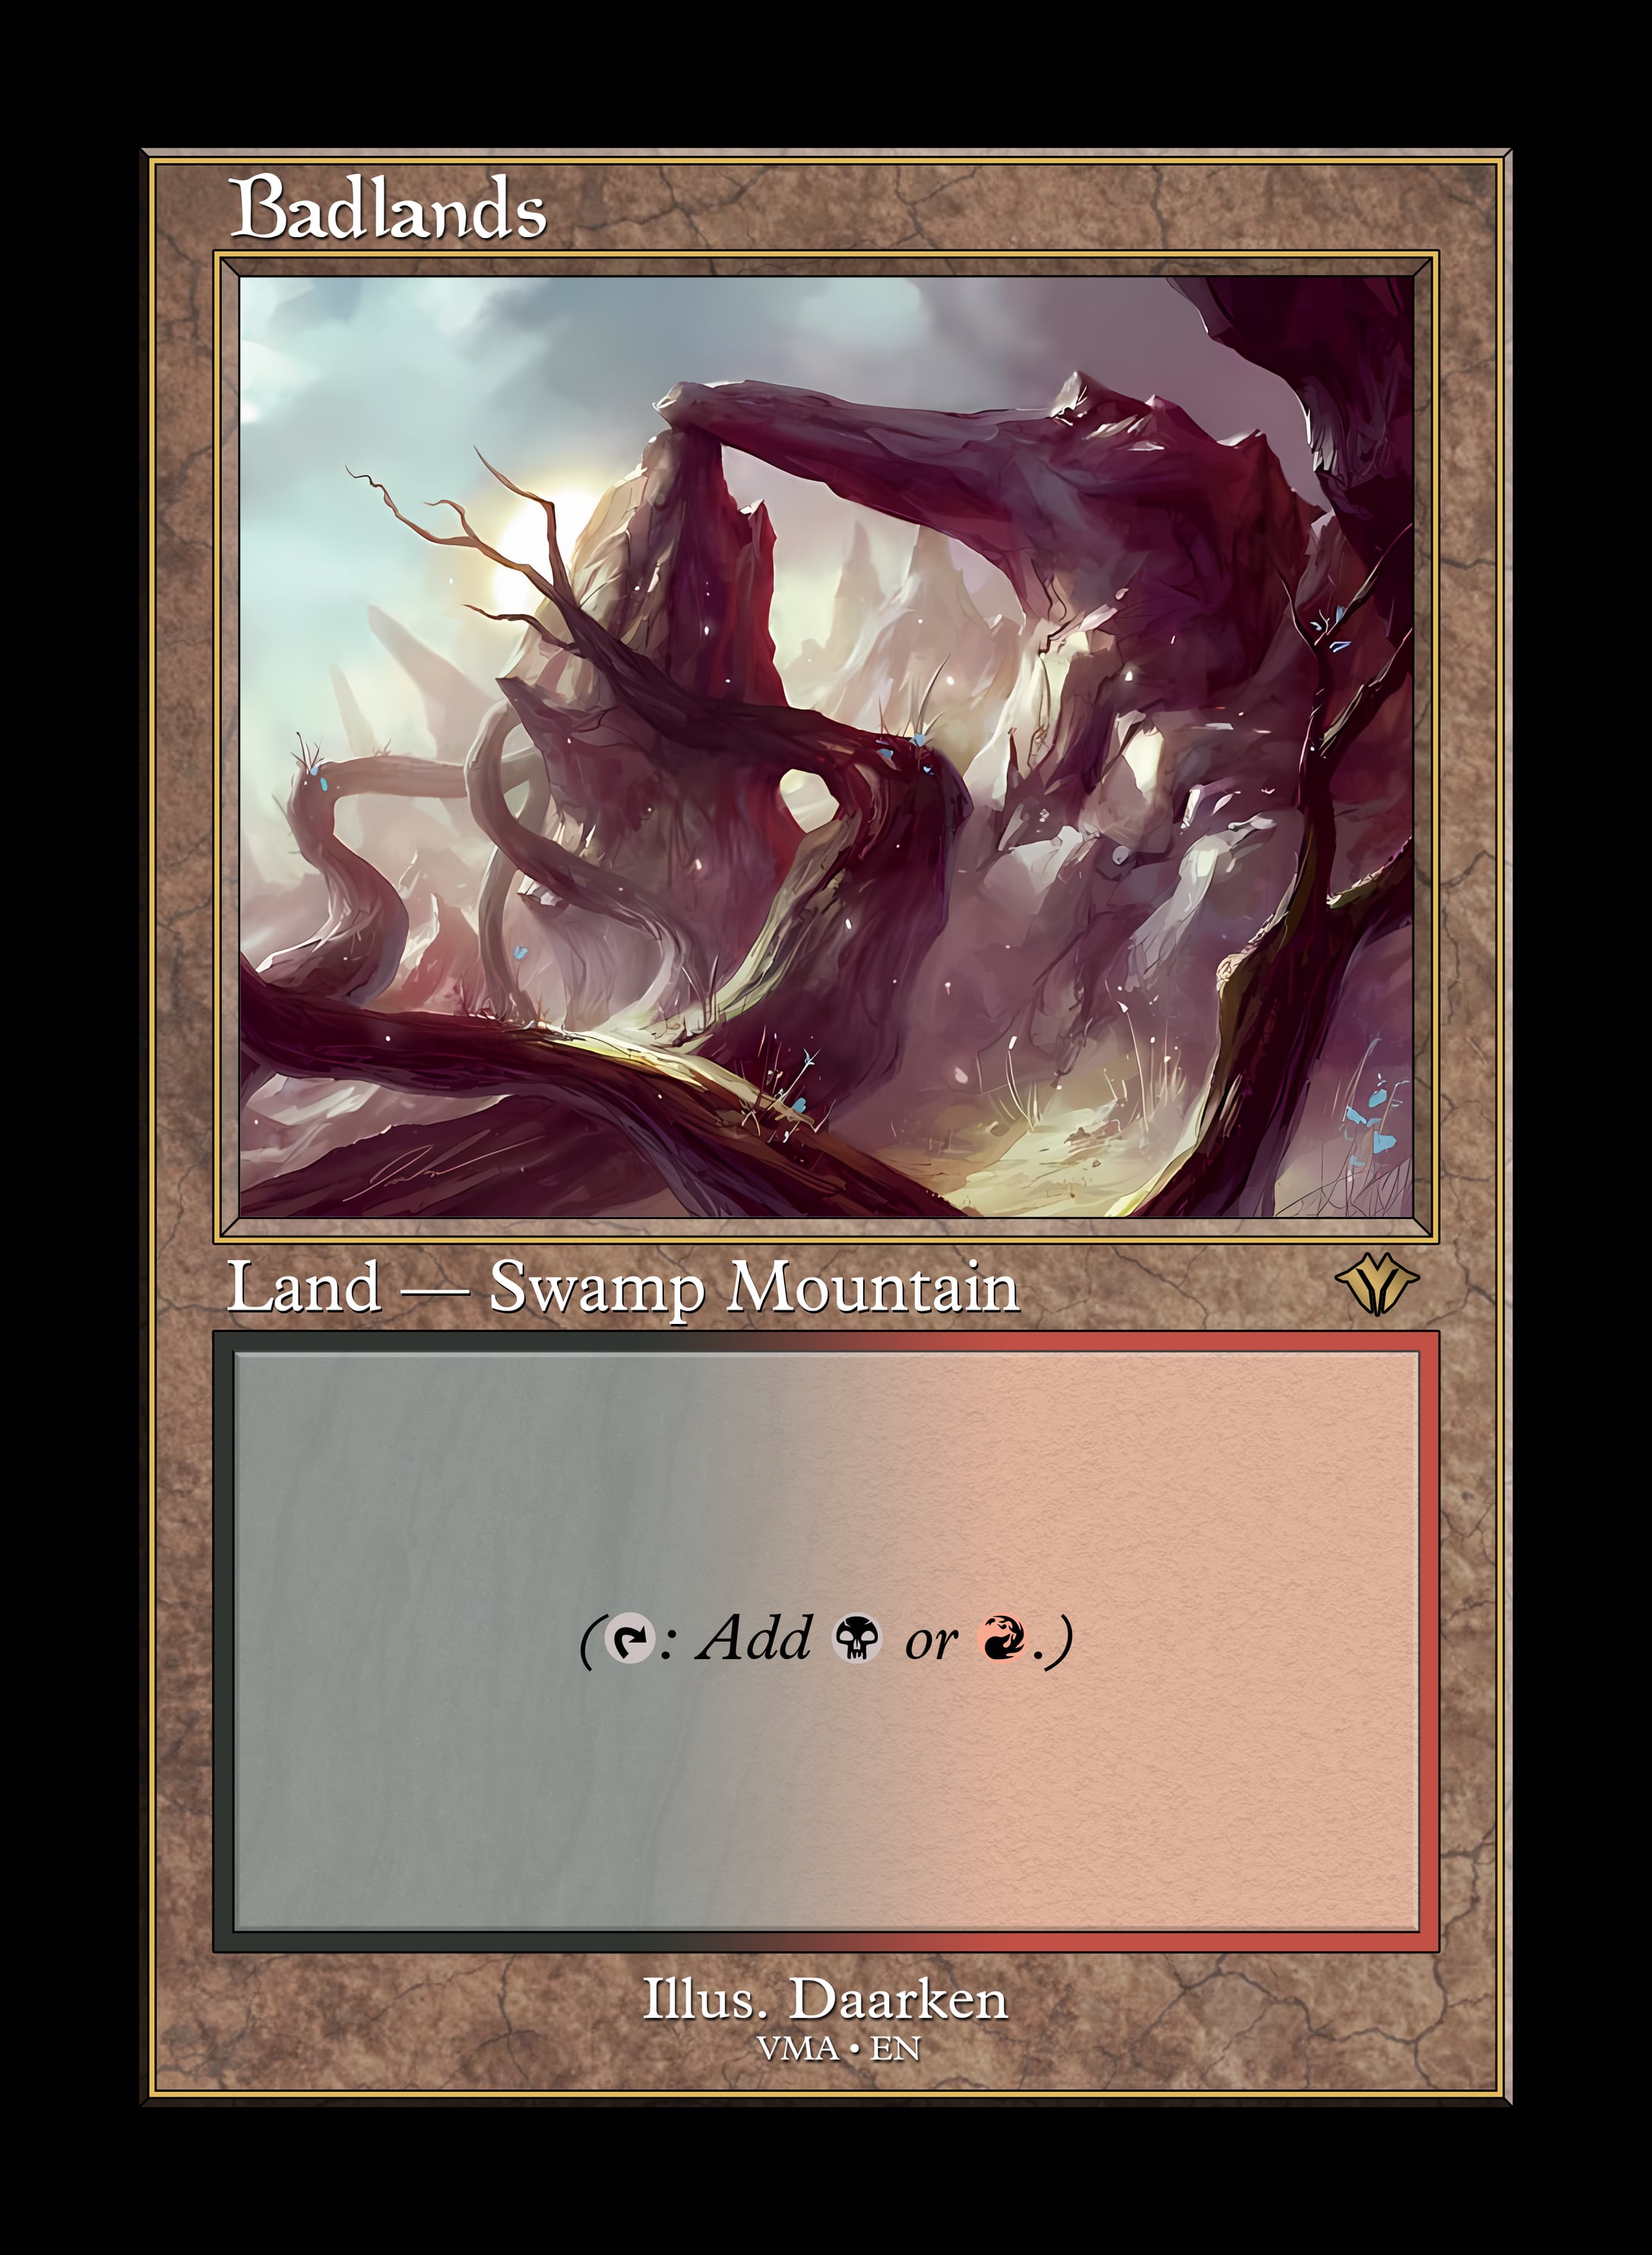 Badlands
Land — Swamp Mountain
(: Add or .)
Illus. Daarken
VMA • EN